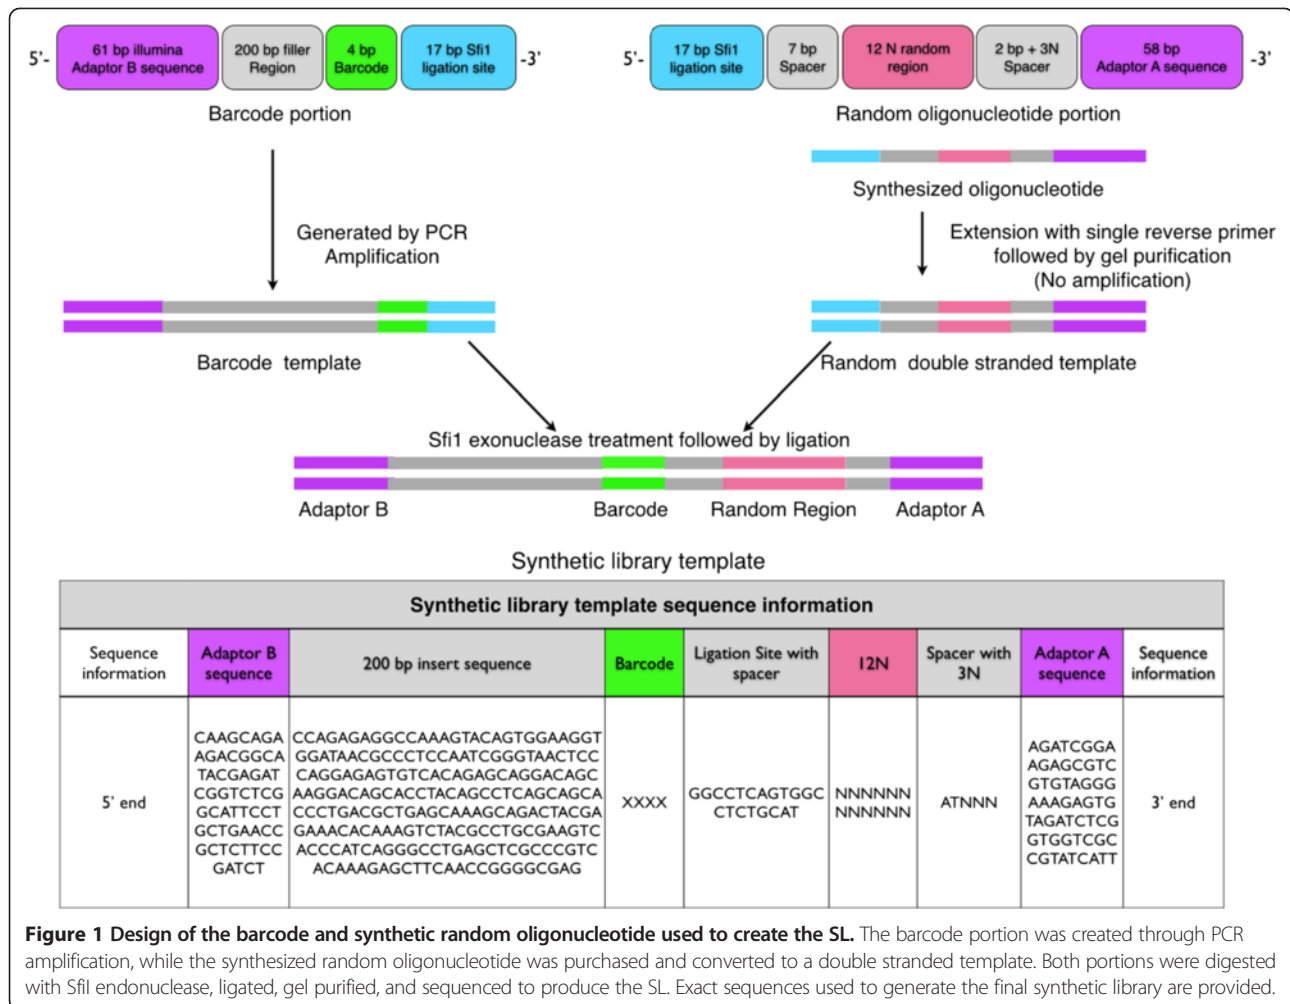 5'-
61 bp illumina
Adaptor B sequence
200 bp filler
Region
4 bp
Barcode
17 bp Sfi1
ligation site
-3'
5'-
17 bp Sfi1
ligation site
7 bp
Spacer
12 N random
region
2 bp + 3N
Spacer
58 bp
Adaptor A sequence
-3'
Barcode portion
Random oligonucleotide portion
Synthesized oligonucleotide
Generated by PCR
Amplification
Extension with single reverse primer
followed by gel purification
(No amplification)
Barcode template
Random double stranded template
Sfi1 exonuclease treatment followed by ligation
Adaptor B
Barcode
Random Region
Adaptor A
Synthetic library template
Synthetic library template sequence information
Sequence
information
Adaptor B
sequence
200 bp insert sequence
Barcode
Ligation Site with
spacer
12N
Spacer with
3N
Adaptor A
sequence
Sequence
information
5' end
CAAGCAGA
AGACGGCA
TACGAGAT
CGGTCTCG
GCATTCCT
GCTGAACC
GCTCTTCC
GATCT
CCAGAGAGGCCAAAGTACAGTGGAAGGT
GGATAACGCCCTCCAATCGGGTAACTCC
CAGGAGAGTGTCACAGAGCAGGACAGC
AAGGACAGCACCTACAGCCTCAGCAGCA
CCCTGACGCTGAGCAAAGCAGACTACGA
GAAACACAAAGTCTACGCCTGCGAAGTC
ACCCATCAGGGCCTGAGCTCGCCCGTC
ACAAAGAGCTTCAACCGGGGCGAG
XXXX
GGCCTCAGTGGC
CTCTGCAT
NNNNNN
NNNNNN
ATNNN
AGATCGGA
AGAGCGTC
GTGTAGGG
AAAGAGTG
TAGATCTCG
GTGGTCGC
CGTATCATT
3' end
Figure 1 Design of the barcode and synthetic random oligonucleotide used to create the SL. The barcode portion was created through PCR
amplification, while the synthesized random oligonucleotide was purchased and converted to a double stranded template. Both portions were digested
with SfiI endonuclease, ligated, gel purified, and sequenced to produce the SL. Exact sequences used to generate the final synthetic library are provided.